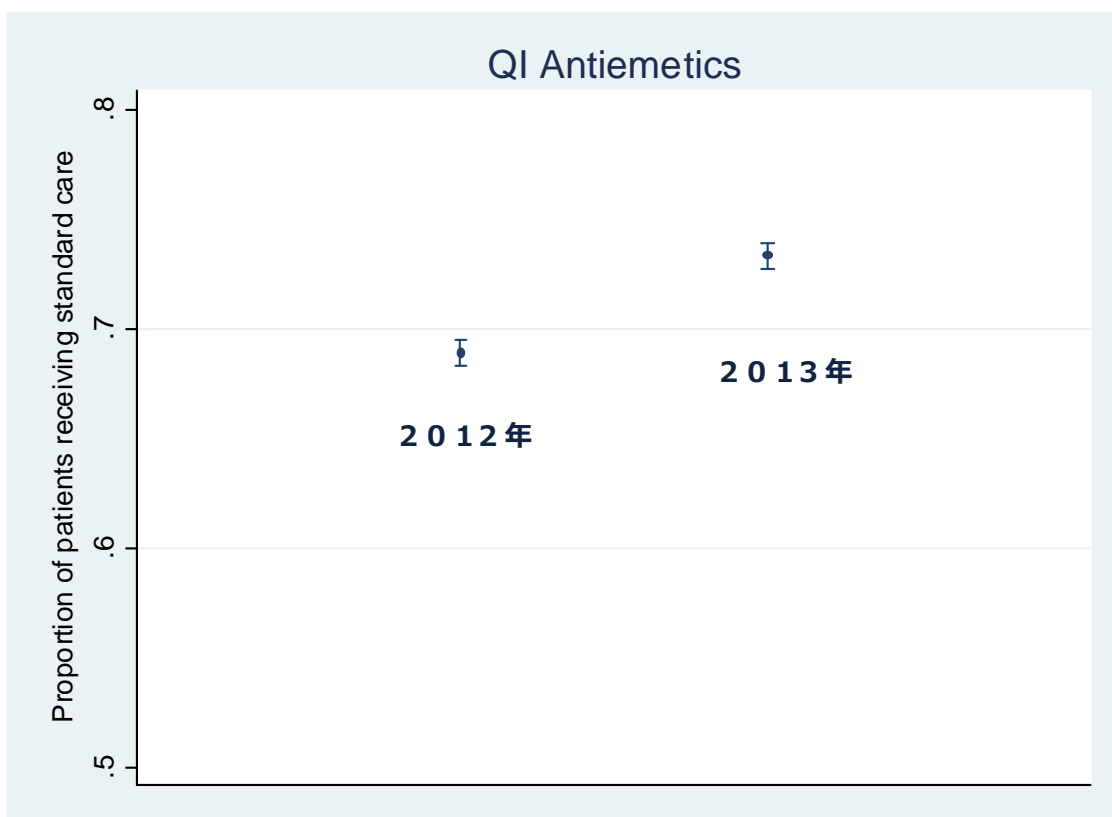 QI Antiemetics
Proportion of patients receiving standard care
.8
.7
.6
.5
２０１２年
２０１３年